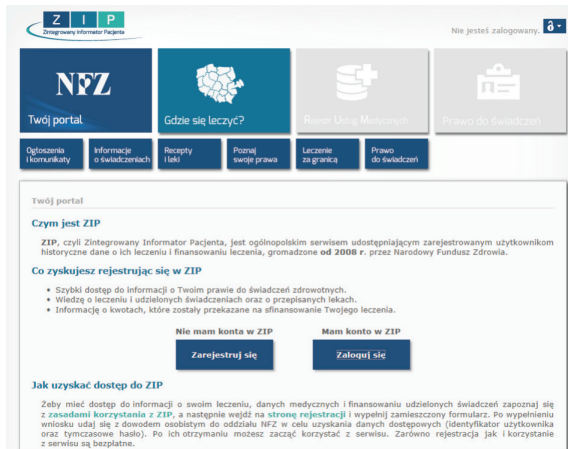 Z I P
Zintegrowany Informator Pacjenta
Nie jesteś zalogowany.
NFZ
Twój portal
Gdzie się leczyć?
Rejestr Usług Medycznych
Prawo do świadczeń
Ogłoszenia
i komunikaty
Informacje
o świadczeniach
Recepty
i leki
Poznaj
swoje prawa
Leczenie
za granicą
Prawo
do świadczeń
Twój portal
Czym jest ZIP
ZIP, czyli Zintegrowany Informator Pacjenta, jest ogólnopolskim serwisem udostępniającym zarejestrowanym użytkownikom
historyczne dane o ich leczeniu i finansowaniu leczenia, gromadzone od 2008 r. przez Narodowy Fundusz Zdrowia.
Co zyskujesz rejestrując się w ZIP
• Szybki dostęp do informacji o Twoim prawie do świadczeń zdrowotnych.
• Wiedzę o leczeniu i udzielonych świadczeniach oraz o przepisanych lekach.
• Informację o kwotach, które zostały przekazane na sfinansowanie Twojego leczenia.
Nie mam konta w ZIP
Mam konto w ZIP
Zarejestruj się
Zaloguj się
Jak uzyskać dostęp do ZIP
Żeby mieć dostęp do informacji o swoim leczeniu, danych medycznych i finansowaniu udzielonych świadczeń zapoznaj się
z zasadami korzystania z ZIP, a następnie wejdź na stronę rejestracji i wypełnij zamieszczony formularz. Po wypełnieniu
wniosku udaj się z dowodem osobistym do oddziału NFZ w celu uzyskania danych dostępowych (identyfikator użytkownika
oraz tymczasowe hasło). Po ich otrzymaniu możesz zacząć korzystać z serwisu. Zarówno rejestracja jak i korzystanie
z serwisu są bezpłatne.